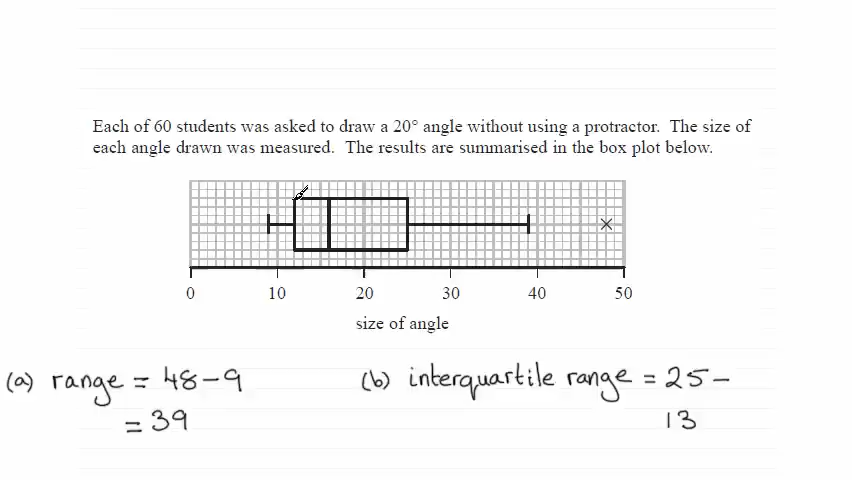 Each of 60 students was asked to draw a 20° angle without using a protractor. The size of
each angle drawn was measured. The results are summarised in the box plot below.
0 10 20 30 40 50
size of angle
(a) range = 48 - 9
= 39
(b) interquartile range = 25 -
13